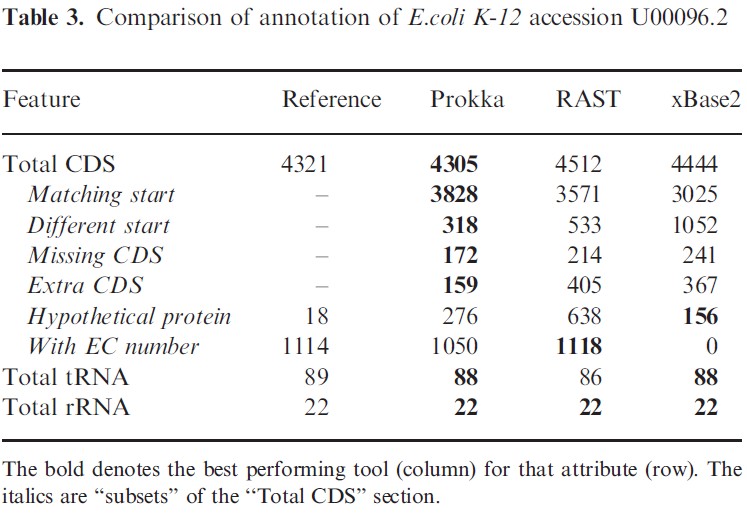 Table 3. Comparison of annotation of E.coli K-12 accession U00096.2
Feature Reference Prokka RAST xBase2
Total CDS 4321 4305 4512 4444
Matching start – 3828 3571 3025
Different start – 318 533 1052
Missing CDS – 172 214 241
Extra CDS – 159 405 367
Hypothetical protein 18 276 638 156
With EC number 1114 1050 1118 0
Total tRNA 89 88 86 88
Total rRNA 22 22 22 22
The bold denotes the best performing tool (column) for that attribute (row). The
italics are “subsets” of the “Total CDS” section.